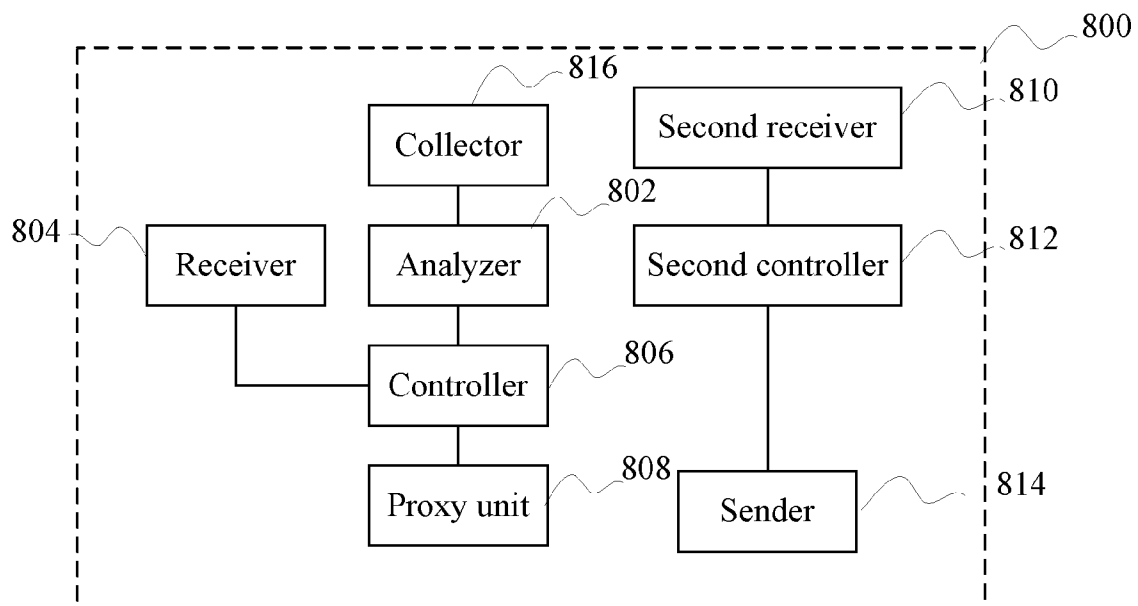 800
816
810
Collector
Second receiver
802
804
812
Receiver
Analyzer
Second controller
806
Controller
808
814
Proxy unit
Sender